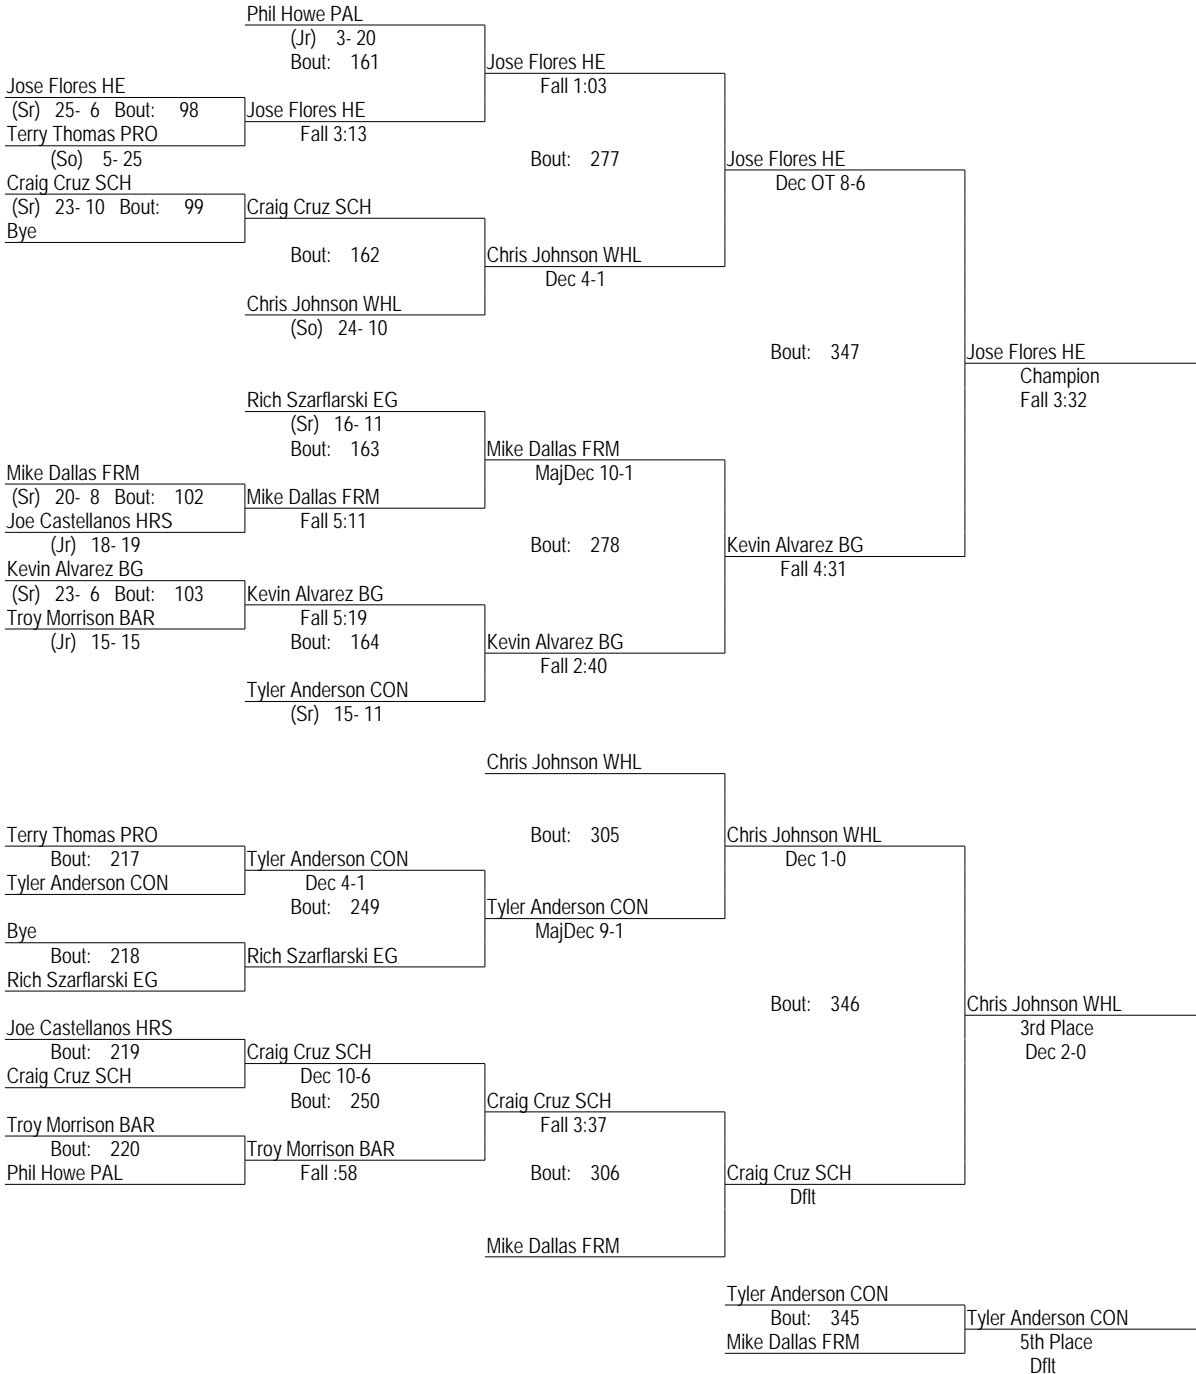 Phil Howe PAL
(Jr) 3- 20
Bout: 161
Jose Flores HE
Fall 1:03
Jose Flores HE
(Sr) 25- 6 Bout: 98
Jose Flores HE
Terry Thomas PRO
Fall 3:13
(So) 5- 25
Bout: 277
Jose Flores HE
Craig Cruz SCH
Dec OT 8-6
(Sr) 23- 10 Bout: 99
Craig Cruz SCH
Bye
Bout: 162
Chris Johnson WHL
Dec 4-1
Chris Johnson WHL
(So) 24- 10
Bout: 347
Jose Flores HE
Champion
Fall 3:32
Rich Szarflarski EG
(Sr) 16- 11
Bout: 163
Mike Dallas FRM
MajDec 10-1
Mike Dallas FRM
(Sr) 20- 8 Bout: 102
Mike Dallas FRM
Joe Castellanos HRS
Fall 5:11
(Jr) 18- 19
Bout: 278
Kevin Alvarez BG
Fall 4:31
Kevin Alvarez BG
(Sr) 23- 6 Bout: 103
Kevin Alvarez BG
Troy Morrison BAR
Fall 5:19
(Jr) 15- 15
Bout: 164
Kevin Alvarez BG
Fall 2:40
Tyler Anderson CON
(Sr) 15- 11
Chris Johnson WHL
Terry Thomas PRO
Bout: 305
Chris Johnson WHL
Dec 1-0
Bout: 217
Tyler Anderson CON
Tyler Anderson CON
Dec 4-1
Bout: 249
Tyler Anderson CON
MajDec 9-1
Bye
Bout: 218
Rich Szarflarski EG
Rich Szarflarski EG
Bout: 346
Chris Johnson WHL
3rd Place
Dec 2-0
Joe Castellanos HRS
Bout: 219
Craig Cruz SCH
Craig Cruz SCH
Dec 10-6
Bout: 250
Craig Cruz SCH
Fall 3:37
Troy Morrison BAR
Bout: 220
Troy Morrison BAR
Phil Howe PAL
Fall :58
Bout: 306
Craig Cruz SCH
Dflt
Mike Dallas FRM
Tyler Anderson CON
Bout: 345
Tyler Anderson CON
Mike Dallas FRM
5th Place
Dflt